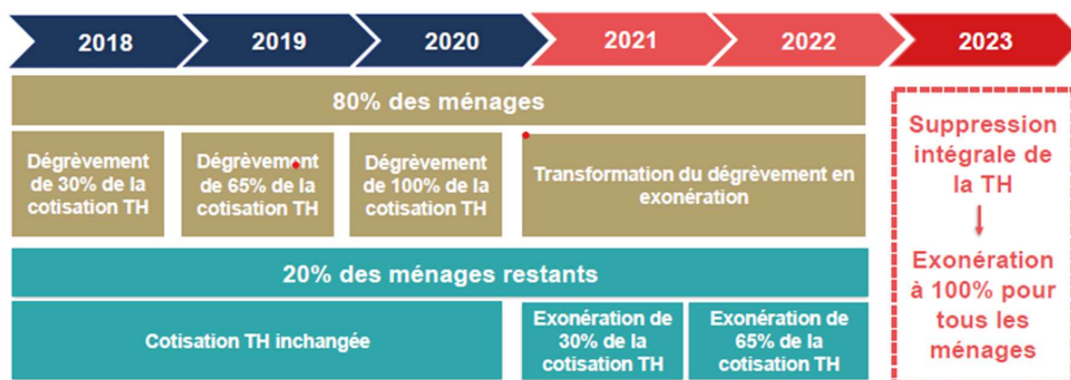 2018
2019
2020
2021
2022
2023
80% des ménages
Dégrèvement
de 30% de la
cotisation TH
Dégrèvement
de 65% de la
cotisation TH
Dégrèvement
de 100% de la
cotisation TH
Transformation du dégrèvement en
exonération
20% des ménages restants
Cotisation TH inchangée
Exonération de
30% de la
cotisation TH
Exonération de
65% de la
cotisation TH
Suppression
intégrale de
la TH
Exonération
à 100% pour
tous les
ménages